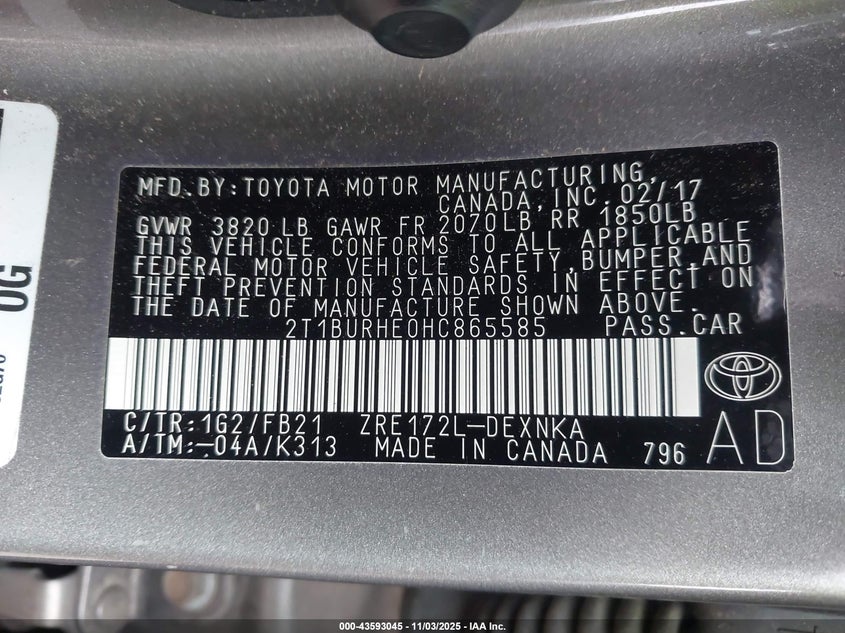 MFD.BY:TOYOTA MOTOR MANUFACTURING,
CANADA,INC.02/17
GVWR 3820LB GAWR FR 2070LB,RR 1850LB
THIS VEHICLE CONFORMS TO ALL APPLICABLE
FEDERAL MOTOR VEHICLE SAFETY,BUMPER,AND
THEFT PREVENTION STANDARDS IN EFFECT ON
THE DATE OF MANUFACTURE SHOWN ABOVE.
2T1BURHE0HC865585 PASS.CAR
C/TR:1G2/FB21 ZRE172L-DEXNKA
A/TM:-04A/K313 MADE IN CANADA 796
AD
OG
000-43593045 - 11/03/2025 - IAA Inc.